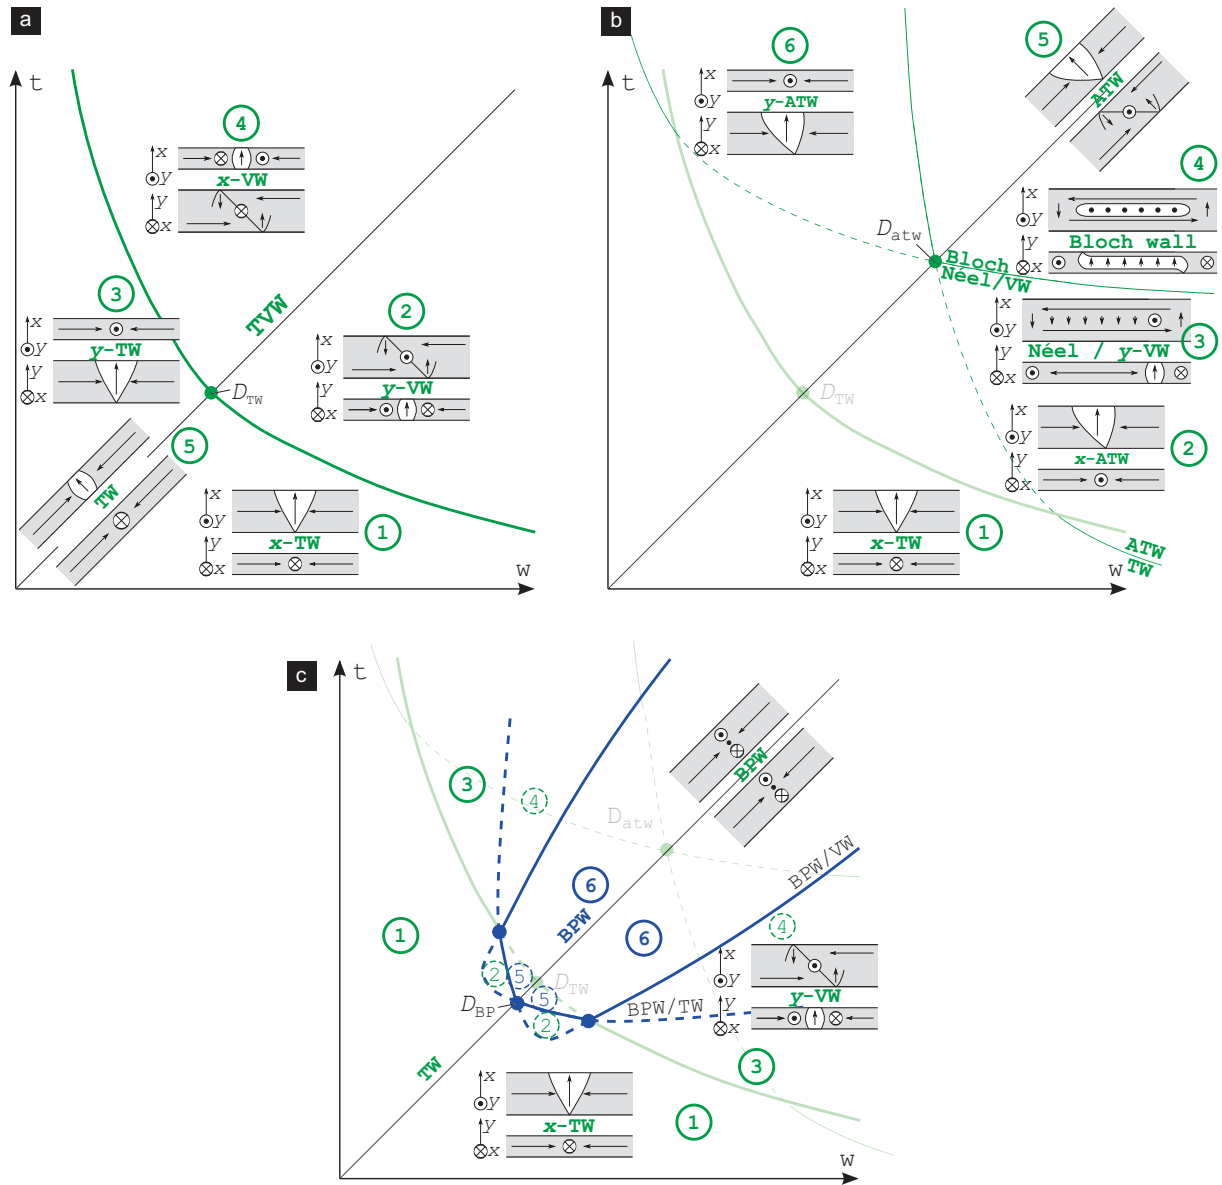 a
t
4
x
y
x-VW
y
x
3
x
y
y-TW
y
x
TVW
2
x
y
y-VW
y
x
D_TW
5
TW
1
x
y
x-TW
y
x
w
b
t
6
x
y
y-ATW
y
x
5
ATW
4
x
y
Bloch wall
y
x
D_atw
Bloch
Néel/VW
3
x
y
Néel / y-VW
y
x
D_TW
2
x
y
x-ATW
y
x
1
x
y
x-TW
y
x
ATW
TW
w
c
t
3
4
D_atw
BPW
BPW/VW
6
BPW
6
1
4
2
5
D_TW
5
D_BP
2
BPW/TW
x
y
y-VW
y
x
TW
3
x
y
x-TW
y
x
1
w